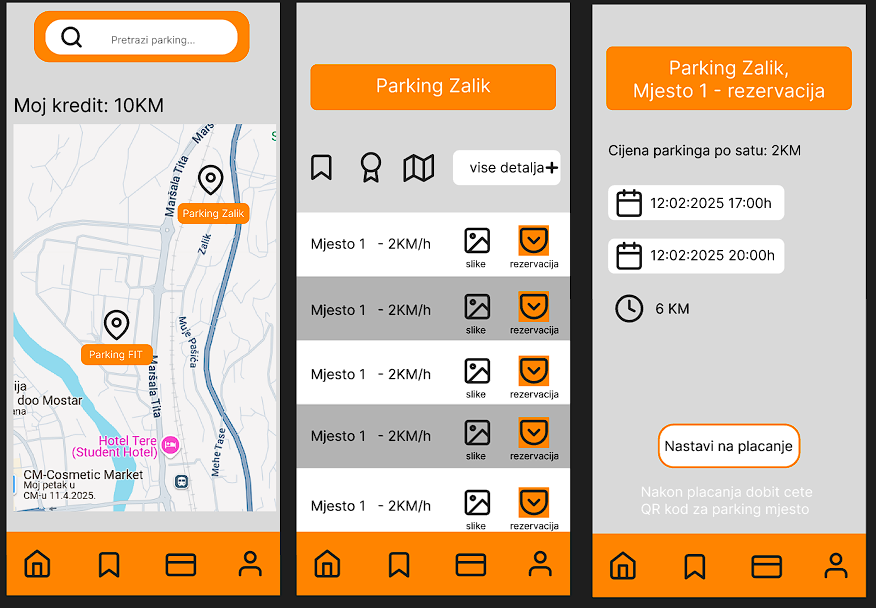 Pretrazi parking...
Moj kredit: 10KM
Marš
Maršala Tita
Parking Zalik
Zalik
Muje Pašića
Parking FIT
Maršala Tita
ija
doo Mostar
na
Hotel Tere
(Student Hotel)
Mehe Tase
CM-Cosmetic Market
Moj petak u
CM-u 11.4.2025.
S
Parking Zalik
vise detalja+
Mjesto 1 - 2KM/h
slike
rezervacija
Mjesto 1 - 2KM/h
slike
rezervacija
Mjesto 1 - 2KM/h
slike
rezervacija
Mjesto 1 - 2KM/h
slike
rezervacija
Mjesto 1 - 2KM/h
slike
rezervacija
Parking Zalik,
Mjesto 1 - rezervacija
Cijena parkinga po satu: 2KM
12:02:2025 17:00h
12:02:2025 20:00h
6 KM
Nastavi na placanje
Nakon placanja dobit cete
QR kod za parking mjesto